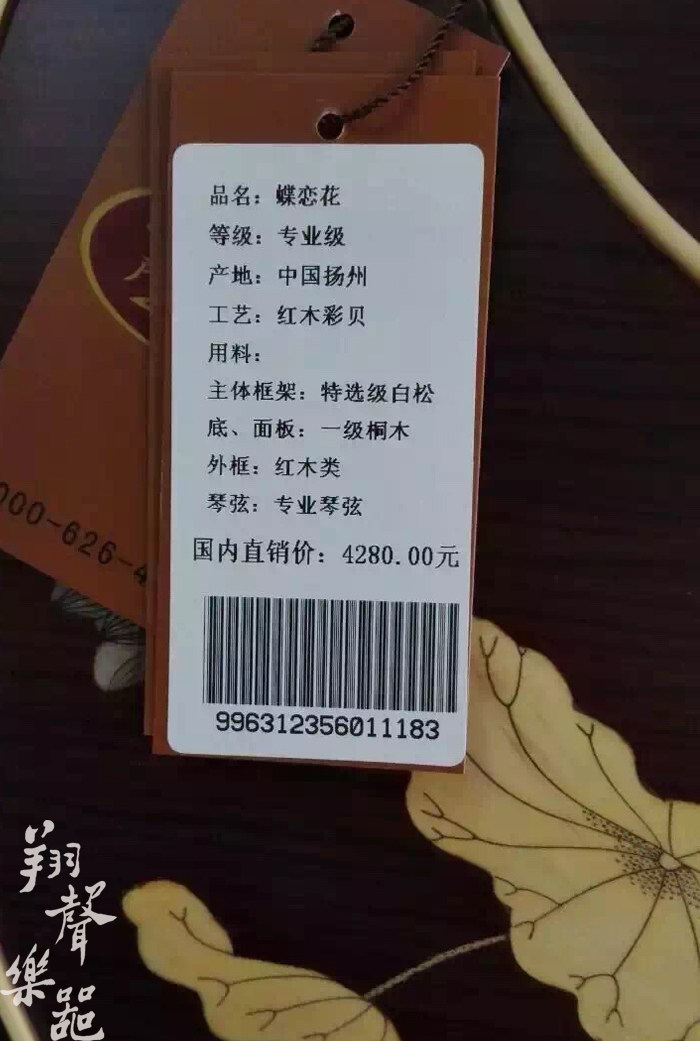 品名：蝶恋花
等级：专业级
产地：中国扬州
工艺：红木彩贝
用料：
主体框架：特选级白松
底、面板：一级桐木
外框：红木类
琴弦：专业琴弦
国内直销价：4280.00元
996312356011183
000-626-4
翔聲樂器